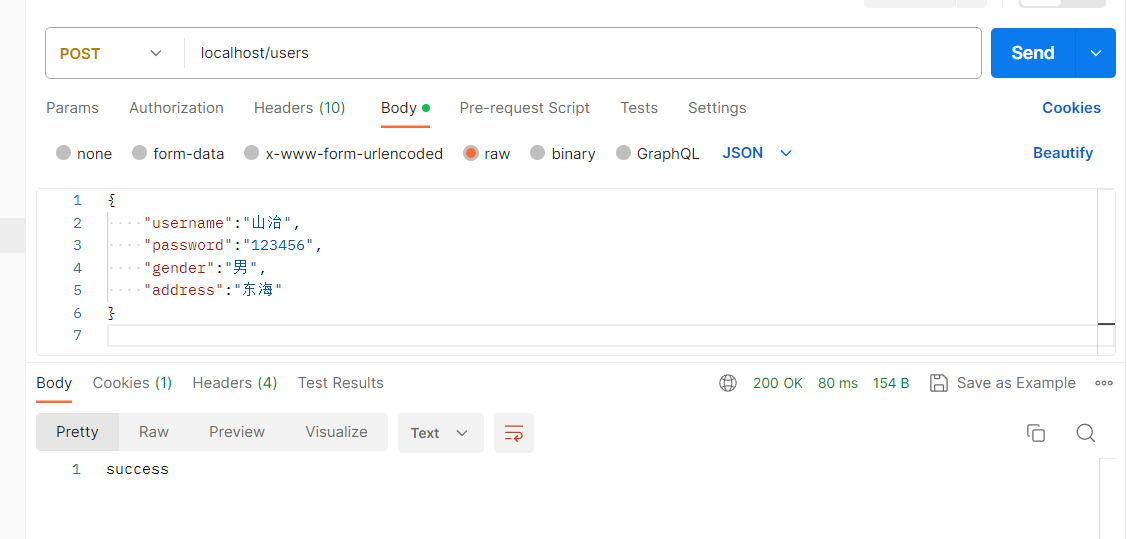 POST localhost/users Send
Params Authorization Headers (10) Body Pre-request Script Tests Settings Cookies
none form-data x-www-form-urlencoded raw binary GraphQL JSON Beautify
1 {
2 ····"username":"山治",
3 ····"password":"123456",
4 ····"gender":"男",
5 ····"address":"东海"
6 }
7
Body Cookies (1) Headers (4) Test Results 200 OK 80 ms 154 B Save as Example
Pretty Raw Preview Visualize Text
1 success